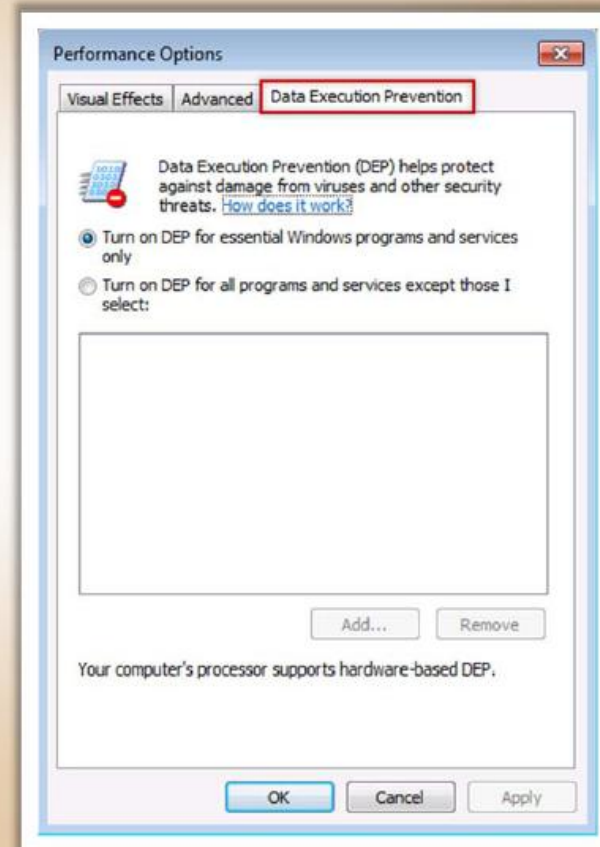 Performance Options
Visual Effects Advanced Data Execution Prevention
Data Execution Prevention (DEP) helps protect
against damage from viruses and other security
threats. How does it work?
Turn on DEP for essential Windows programs and services
only
Turn on DEP for all programs and services except those I
select:
Add... Remove
Your computer's processor supports hardware-based DEP.
OK Cancel Apply